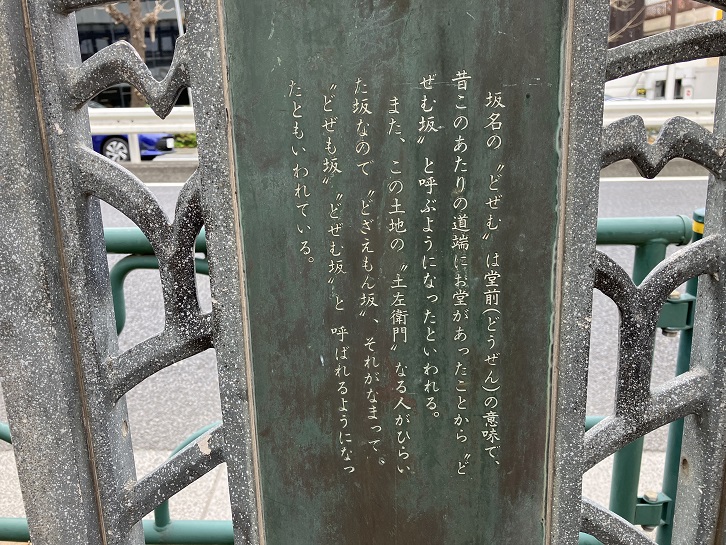 坂名の〝どぜむ〟は堂前(どうぜん)の意味で、
昔このあたりの道端にお堂があったことから〝ど
ぜむ坂〟と呼ぶようになったといわれる。
また、この土地の〝土左衛門〟なる人がひらい
た坂なので〝どざえもん坂〟、それがなまって〝
〝どぜも坂〟〝どぜむ坂〟と呼ばれるようになっ
たともいわれている。